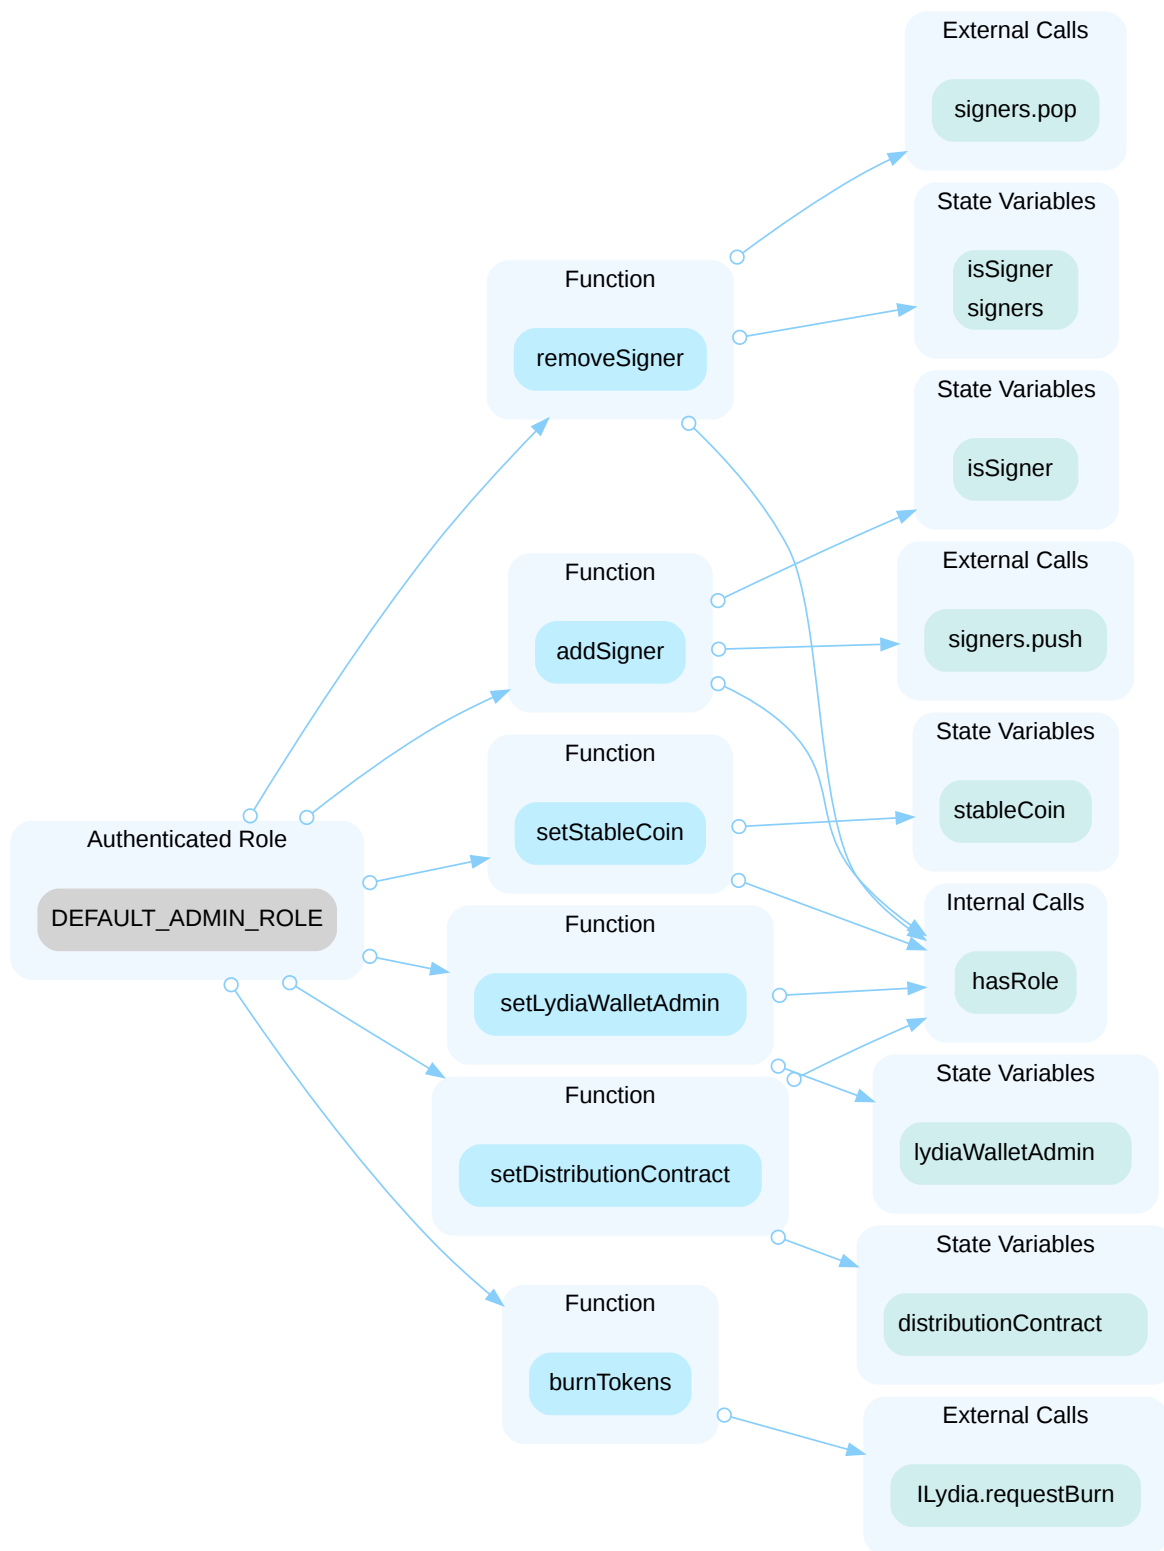 External Calls
signers.pop
State Variables
isSigner
signers
Function
removeSigner
State Variables
isSigner
External Calls
signers.push
Function
addSigner
State Variables
stableCoin
Function
setStableCoin
Authenticated Role
DEFAULT_ADMIN_ROLE
Internal Calls
hasRole
Function
setLydiaWalletAdmin
State Variables
lydiaWalletAdmin
Function
setDistributionContract
State Variables
distributionContract
Function
burnTokens
External Calls
ILydia.requestBurn